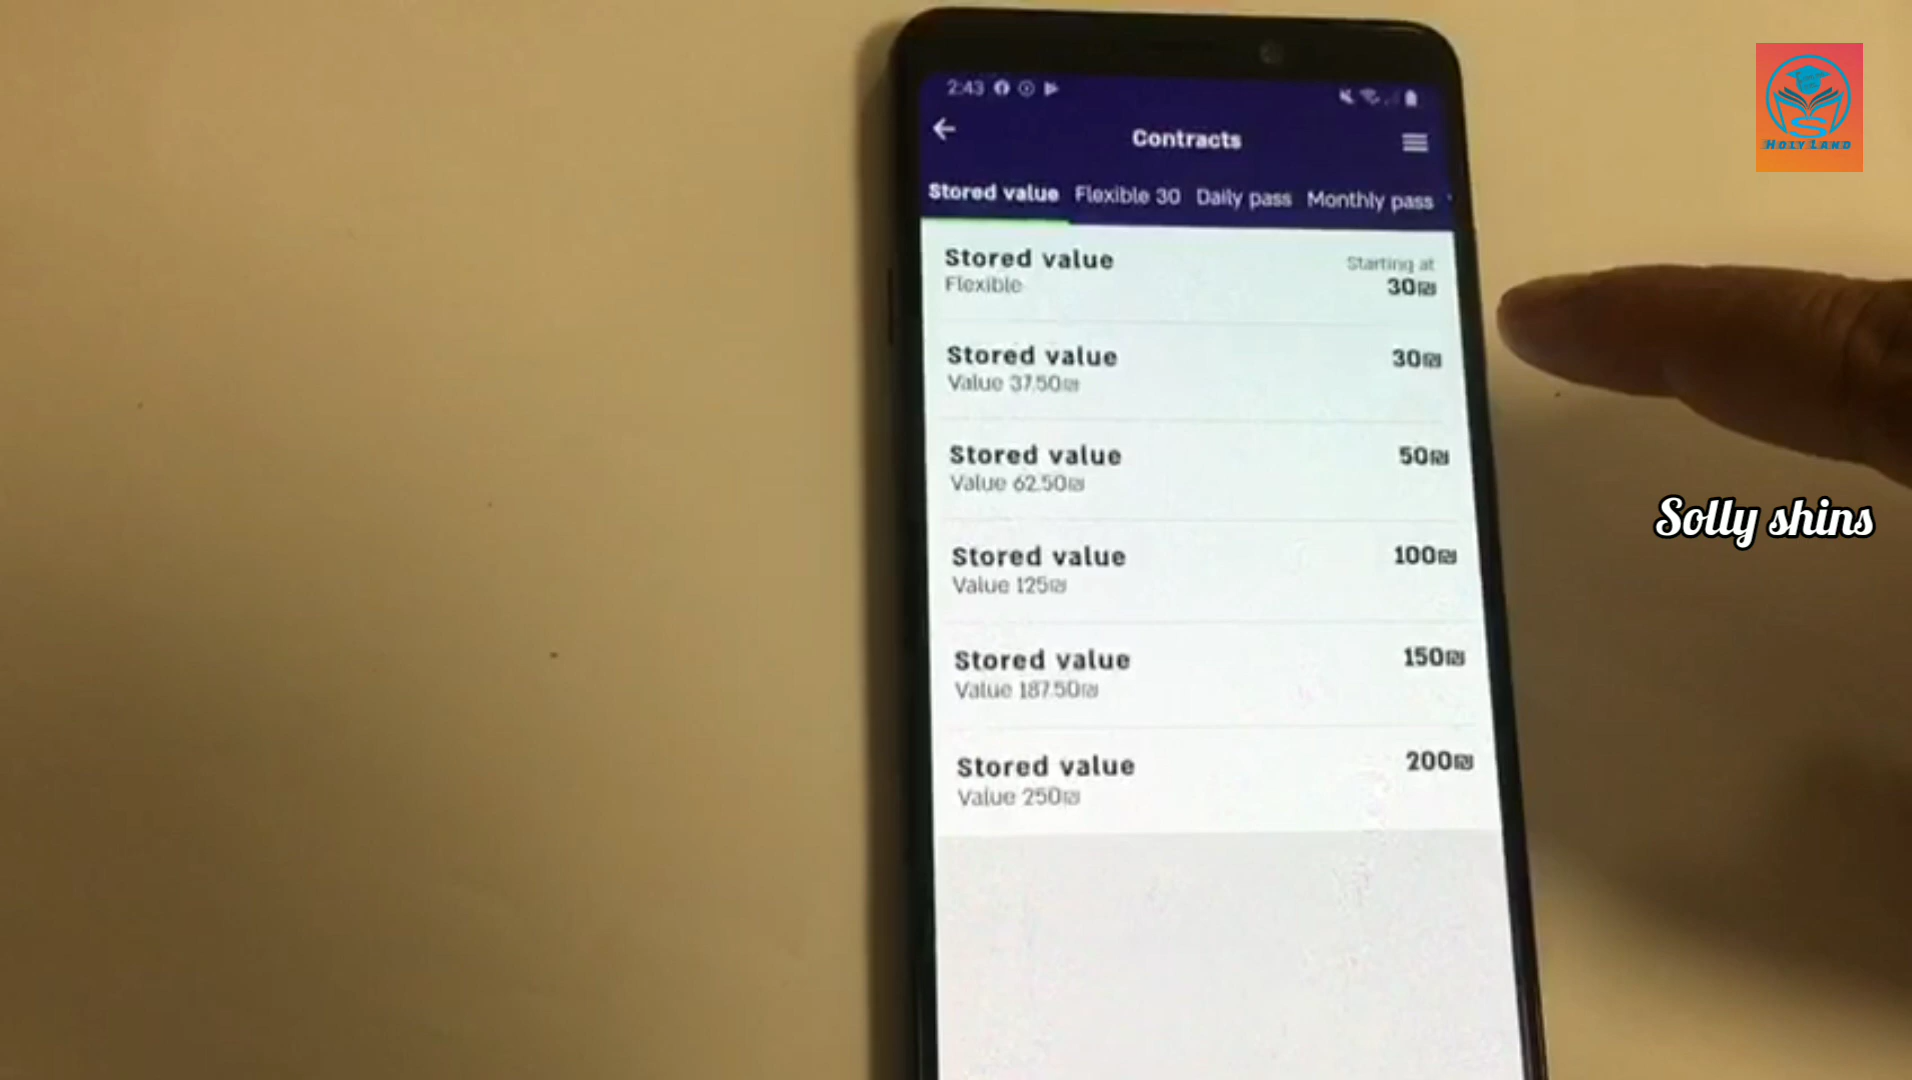 2:43
Contracts
Stored value Flexible 30 Daily pass Monthly pass
Stored value Starting at
Flexible 30₪
Stored value 30₪
Value 37.50₪
Stored value 50₪
Value 62.50₪
Stored value 100₪
Value 125₪
Stored value 150₪
Value 187.50₪
Stored value 200₪
Value 250₪
HOLY LAND
Solly shins